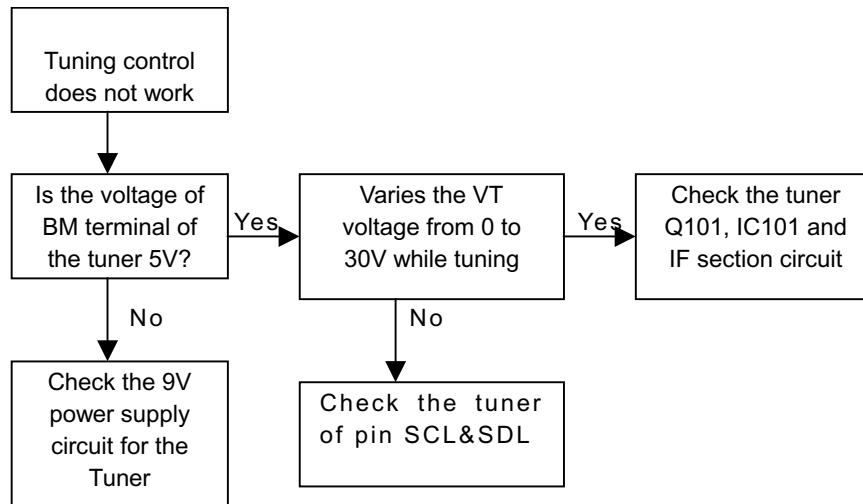 Tuning control
does not work
Is the voltage of
BM terminal of
the tuner 5V?
Yes
Varies the VT
voltage from 0 to
30V while tuning
Yes
Check the tuner
Q101, IC101 and
IF section circuit
No
No
Check the 9V
power supply
circuit for the
Tuner
Check the tuner
of pin SCL&SDL